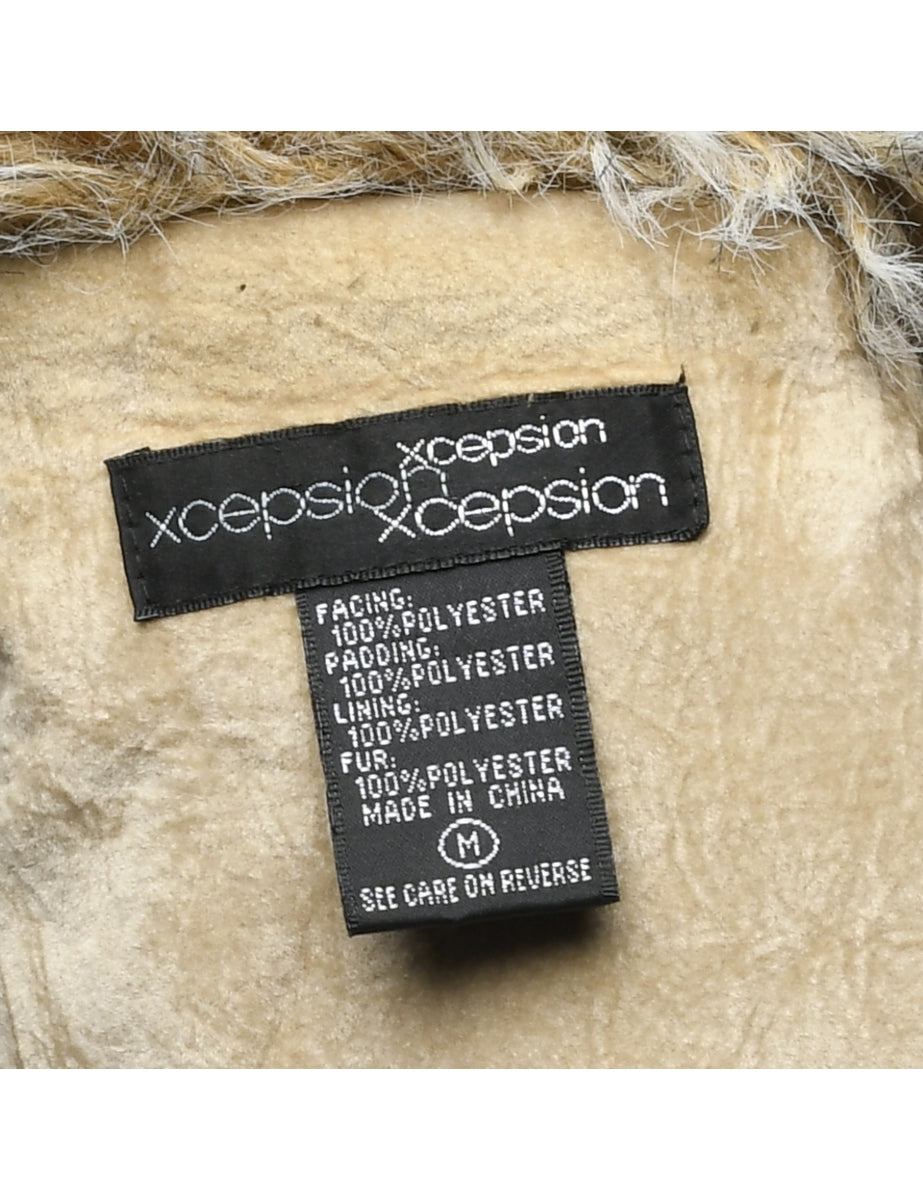 xcepsion
xcepsion
xcepsion
FACING:
100%POLYESTER
PADDING:
100%POLYESTER
LINING:
100%POLYESTER
FUR:
100%POLYESTER
MADE IN CHINA
M
SEE CARE ON REVERSE